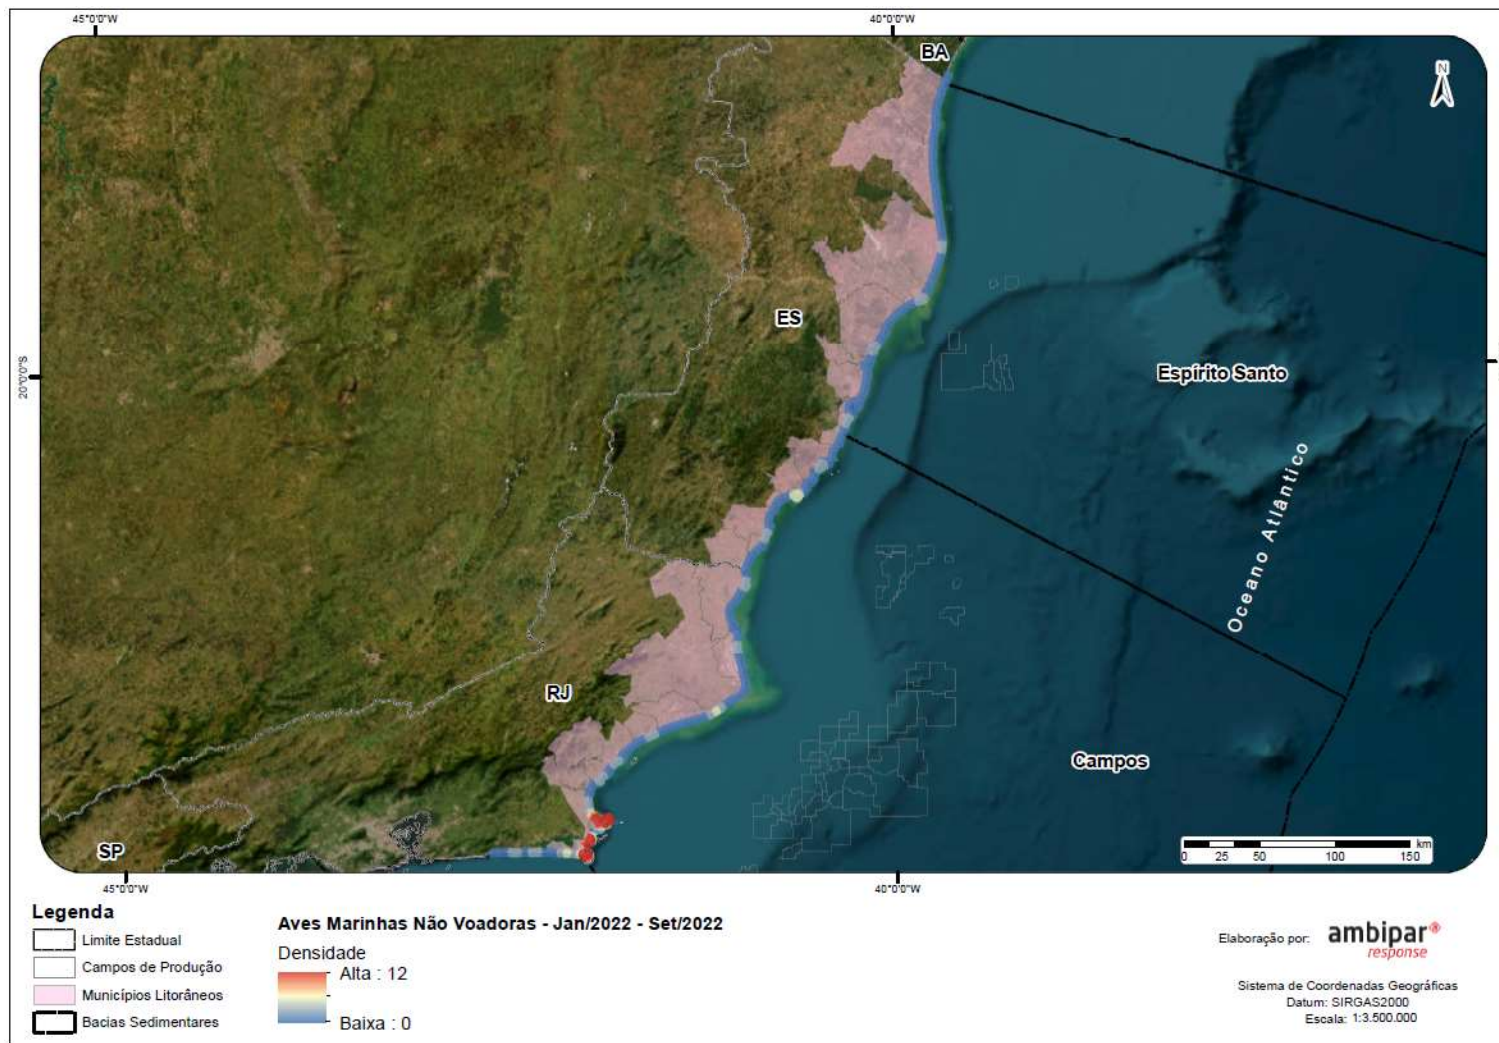 45°0'0"W
40°0'0"W
BA
N
ES
20°0'0"S
Espírito Santo
Oceano Atlântico
RJ
Campos
SP
km
0 25 50 100 150
45°0'0"W
40°0'0"W
Legenda
Limite Estadual
Campos de Produção
Municípios Litorâneos
Bacias Sedimentares
Aves Marinhas Não Voadoras - Jan/2022 - Set/2022
Densidade
Alta : 12
Baixa : 0
Elaboração por:
ambipar®
response
Sistema de Coordenadas Geográficas
Datum: SIRGAS2000
Escala: 1:3.500.000